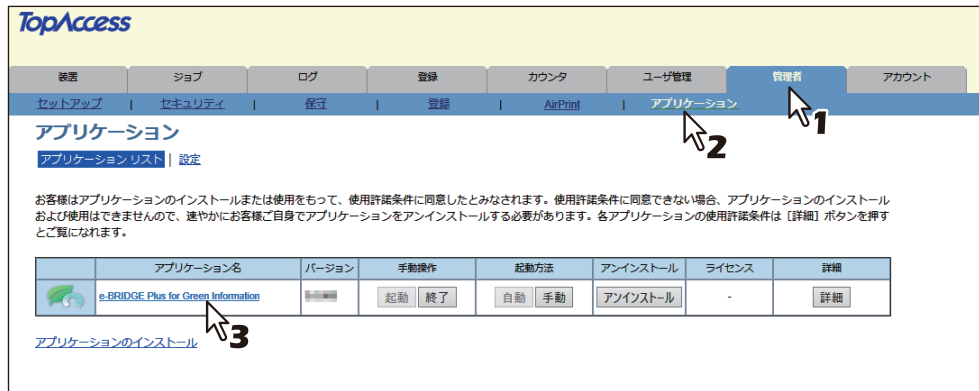 TopAccess
装置 ジョブ ログ 登録 カウンタ ユーザ管理 管理者 アカウント
セットアップ | セキュリティ | 保守 | 登録 | AirPrint | アプリケーション
1
2
アプリケーション
アプリケーション リスト | 設定
お客様はアプリケーションのインストールまたは使用をもって、使用許諾条件に同意したとみなされます。使用許諾条件に同意できない場合、アプリケーションのインストール
および使用はできませんので、速やかにお客様ご自身でアプリケーションをアンインストールする必要があります。各アプリケーションの使用許諾条件は［詳細］ボタンを押す
とご覧になれます。
アプリケーション名 バージョン 手動操作 起動方法 アンインストール ライセンス 詳細
e-BRIDGE Plus for Green Information 起動 終了 自動 手動 アンインストール - 詳細
3
アプリケーションのインストール